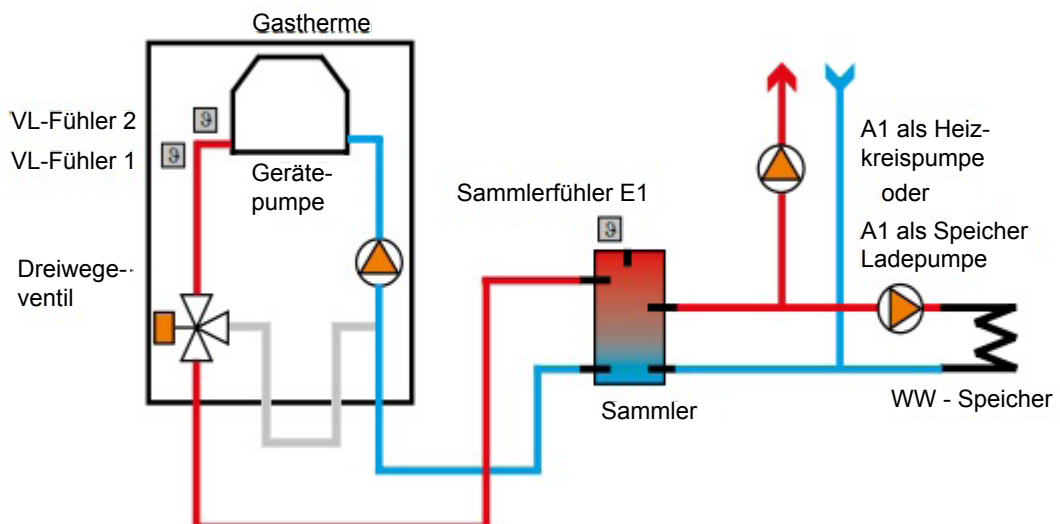 Gastherme
VL-Fühler 2
VL-Fühler 1
Geräte-
pumpe
Dreiwege--
ventil
Sammlerfühler E1
Sammler
A1 als Heiz-
kreispumpe
oder
A1 als Speicher
Ladepumpe
WW - Speicher
ϑ
ϑ
ϑ